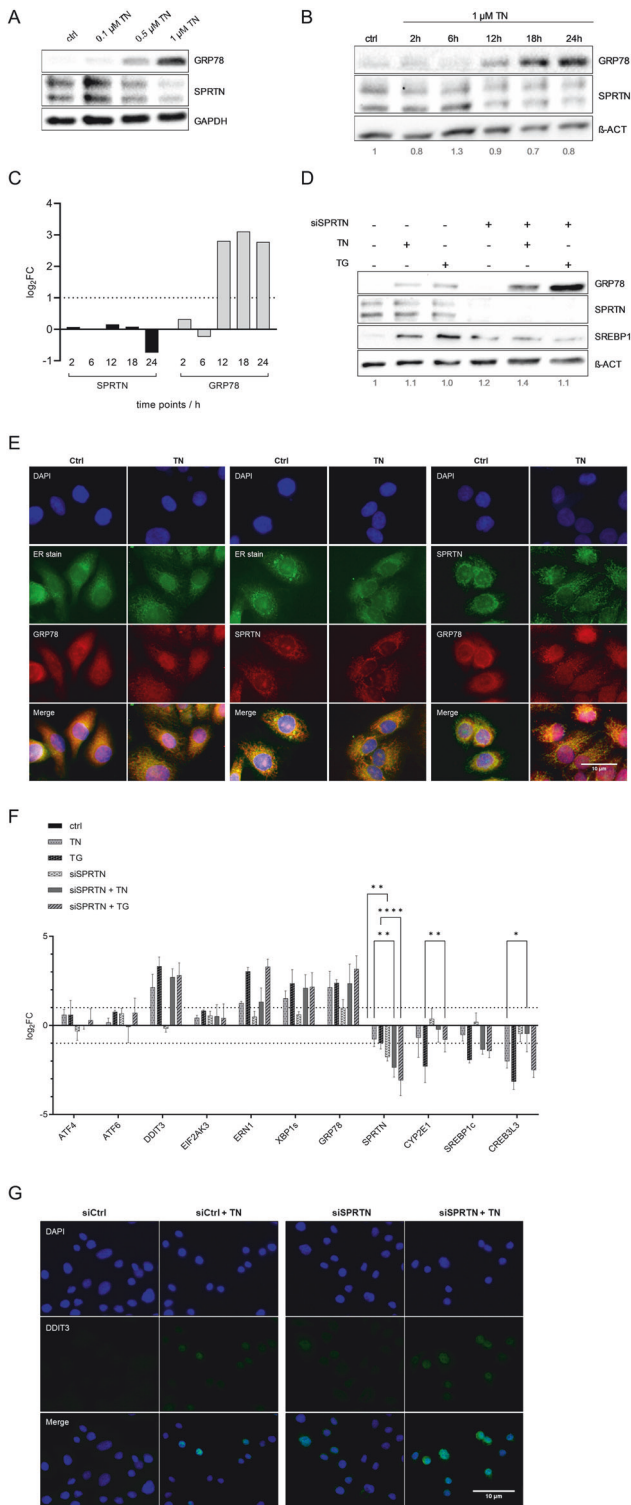 A
ctrl 0.1 µM TN 0.5 µM TN 1 µM TN
GRP78
SPRTN
GAPDH
B
1 µM TN
ctrl 2h 6h 12h 18h 24h
GRP78
SPRTN
ß-ACT
1 0.8 1.3 0.9 0.7 0.8
C
log2FC
4
3
2
1
0
-1
2 6 12 18 24 2 6 12 18 24
SPRTN GRP78
time points / h
D
siSPRTN - - - + + +
TN - + - - + -
TG - - + - - +
GRP78
SPRTN
SREBP1
ß-ACT
1 1.1 1.0 1.2 1.4 1.1
E
Ctrl TN Ctrl TN Ctrl TN
DAPI DAPI DAPI
ER stain ER stain SPRTN
GRP78 SPRTN GRP78
Merge Merge Merge
10 µm
F
ctrl
TN
TG
siSPRTN
siSPRTN + TN
siSPRTN + TG
**
****
** ** *
log2FC
5
0
-5
ATF4 ATF6 DDIT3 EIF2AK3 ERN1 XBP1s GRP78 SPRTN CYP2E1 SREBP1c CREB3L3
G
siCtrl siCtrl + TN siSPRTN siSPRTN + TN
DAPI
DDIT3
Merge
10 µm